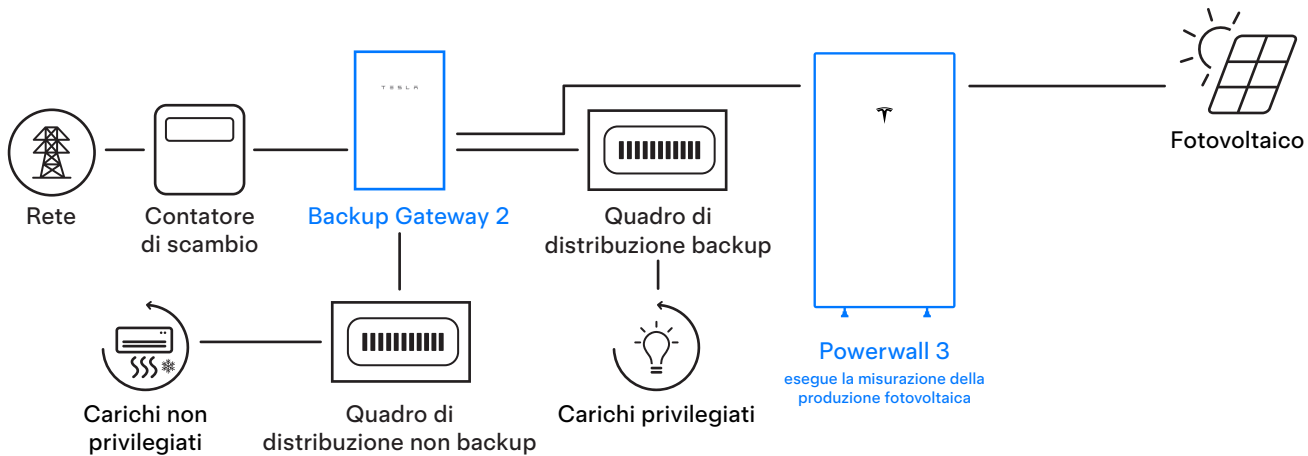 TESLA
Fotovoltaico
Rete
Contatore
di scambio
Backup Gateway 2
Quadro di
distribuzione backup
Powerwall 3
esegue la misurazione della
produzione fotovoltaica
Carichi non
privilegiati
Quadro di
distribuzione non backup
Carichi privilegiati